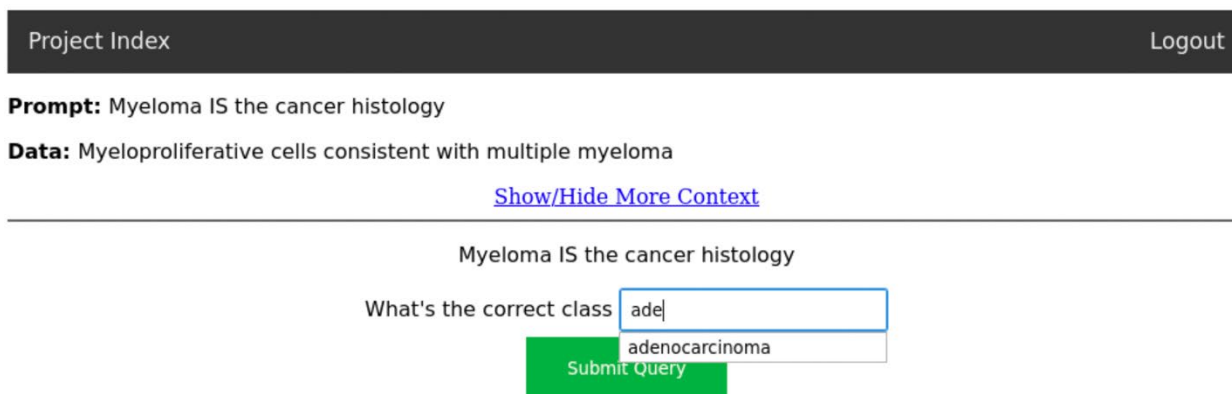 Project Index Logout
Prompt: Myeloma IS the cancer histology
Data: Myeloproliferative cells consistent with multiple myeloma
Show/Hide More Context
Myeloma IS the cancer histology
What's the correct class ade
adenocarcinoma
Submit Query